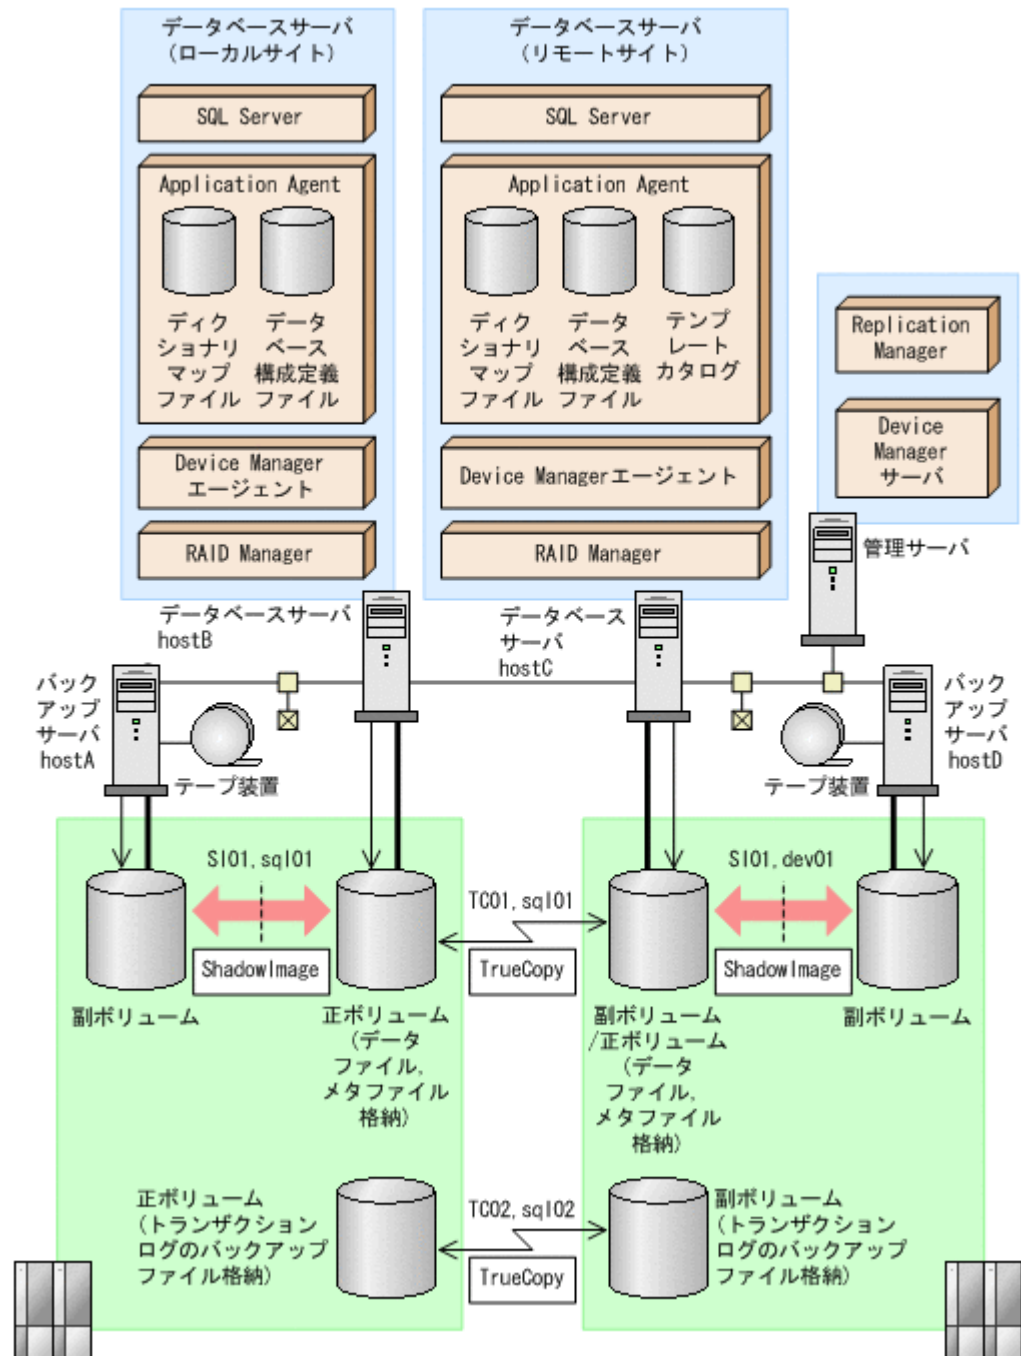 データベースサーバ
（ローカルサイト）
SQL Server
Application Agent
ディク
ショナリ
マップ
ファイル
データ
ベース
構成定義
ファイル
Device Manager
エージェント
RAID Manager
データベースサーバ
（リモートサイト）
SQL Server
Application Agent
ディク
ショナリ
マップ
ファイル
データ
ベース
構成定義
ファイル
テンプ
レート
カタログ
Device Managerエージェント
RAID Manager
Replication
Manager
Device
Manager
サーバ
管理サーバ
データベースサーバ
hostB
データベース
サーバ
hostC
バック
アップ
サーバ
hostA
テープ装置
テープ装置
バック
アップ
サーバ
hostD
SI01,sql01
ShadowImage
TC01,sql01
TrueCopy
SI01,dev01
ShadowImage
副ボリューム
正ボリューム
（データ
ファイル,
メタファイル
格納）
副ボリューム
/正ボリューム
（データ
ファイル,
メタファイル
格納）
副ボリューム
正ボリューム
（トランザクション
ログのバックアップ
ファイル格納）
TC02,sql02
TrueCopy
副ボリューム
（トランザクション
ログのバックアップ
ファイル格納）